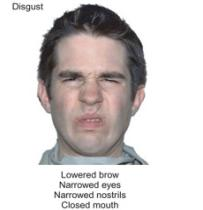 Disgust
Lowered brow
Narrowed eyes
Narrowed nostrils
Closed mouth